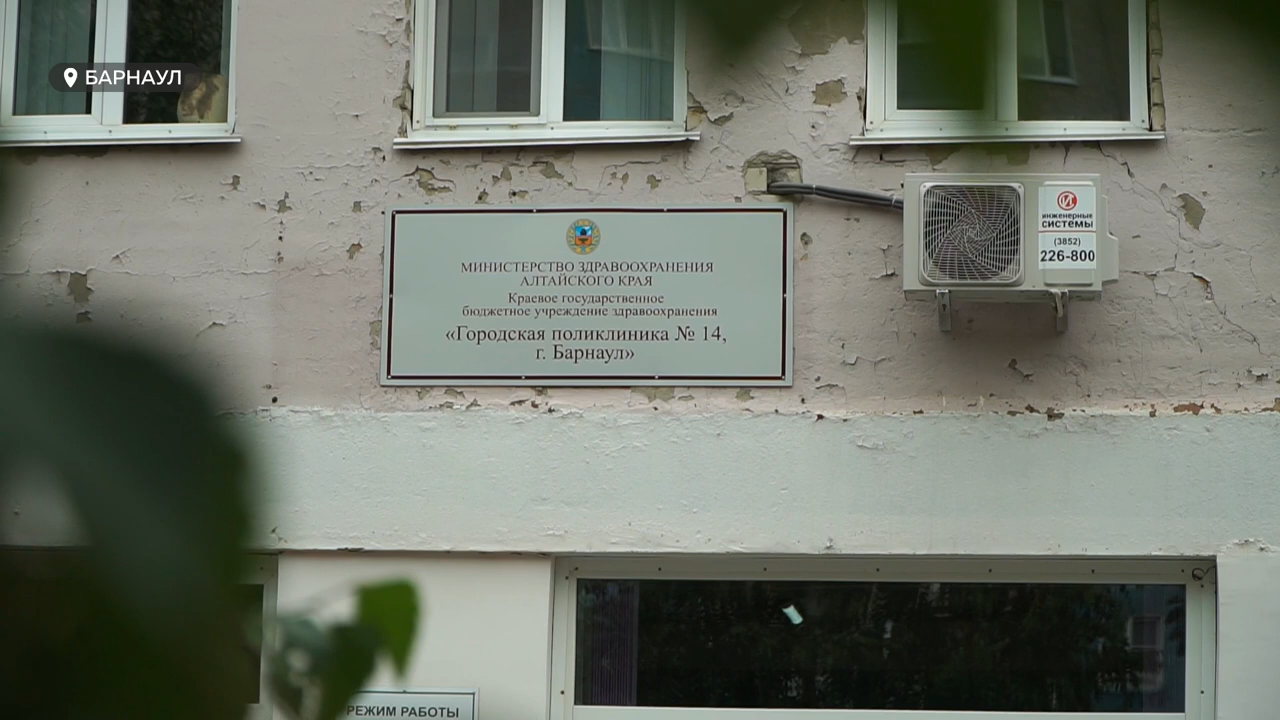 БАРНАУЛ
МИНИСТЕРСТВО ЗДРАВООХРАНЕНИЯ
АЛТАЙСКОГО КРАЯ
Краевое государственное
бюджетное учреждение здравоохранения
«Городская поликлиника № 14,
г. Барнаул»
ИНЖЕНЕРНЫЕ
СИСТЕМЫ
(3852)
226-800
РЕЖИМ РАБОТЫ